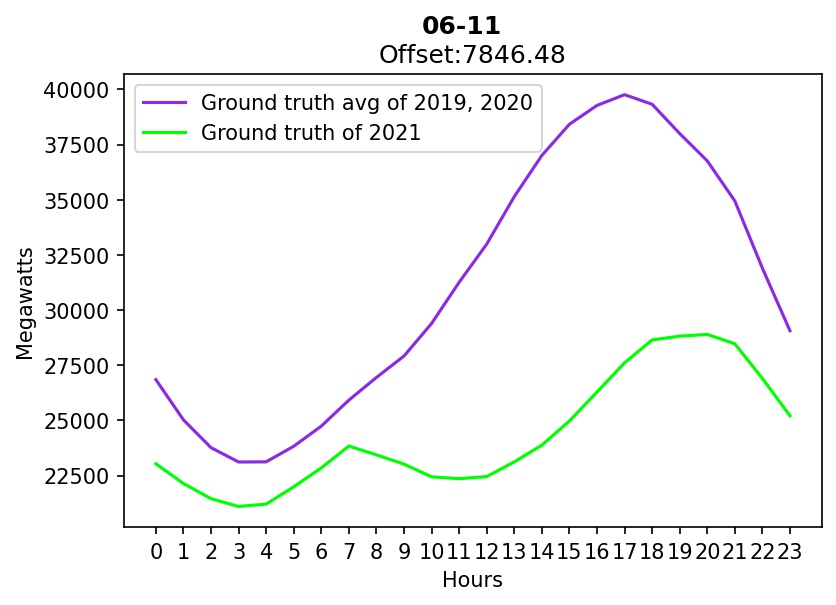 06-11
Offset:7846.48
Ground truth avg of 2019, 2020
Ground truth of 2021
Megawatts
40000
37500
35000
32500
30000
27500
25000
22500
0 1 2 3 4 5 6 7 8 9 10 11 12 13 14 15 16 17 18 19 20 21 22 23
Hours